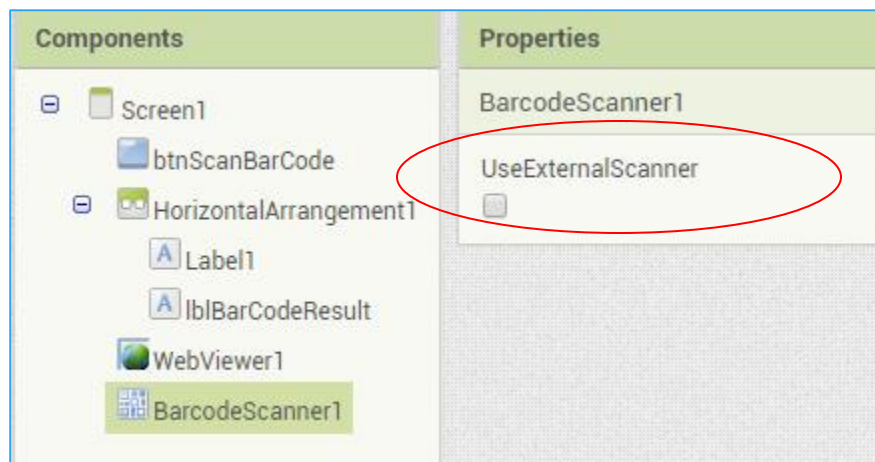 Components
Screen1
btnScanBarCode
HorizontalArrangement1
A Label1
A lblBarCodeResult
WebViewer1
BarcodeScanner1
Properties
BarcodeScanner1
UseExternalScanner